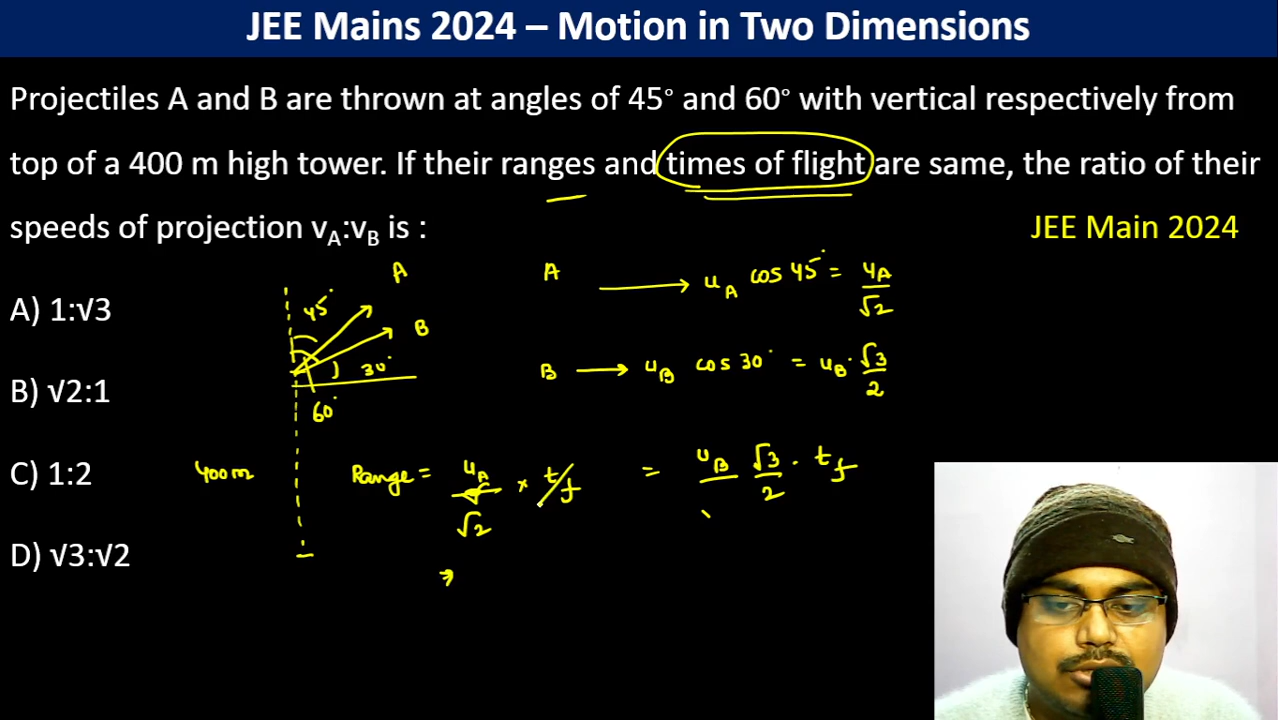 JEE Mains 2024 – Motion in Two Dimensions
Projectiles A and B are thrown at angles of 45° and 60° with vertical respectively from
top of a 400 m high tower. If their ranges and times of flight are same, the ratio of their
speeds of projection vA:vB is :
JEE Main 2024
A) 1:√3
B) √2:1
C) 1:2
D) √3:√2
45°
A
B
30°
60°
400m
A → uA cos 45° = uA/√2
B → uB cos 30° = uB · √3/2
Range = uA/√2 × tf = uB √3/2 · tf
⇒